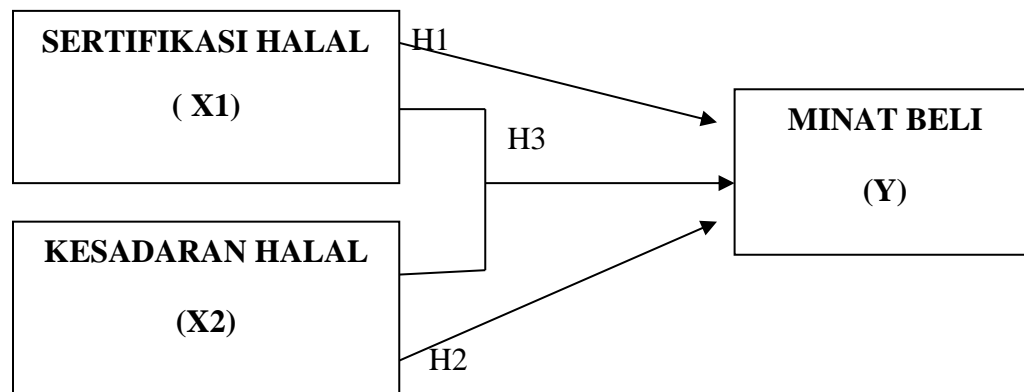 SERTIFIKASI HALAL
( X1)
H1
H3
MINAT BELI
(Y)
KESADARAN HALAL
(X2)
H2